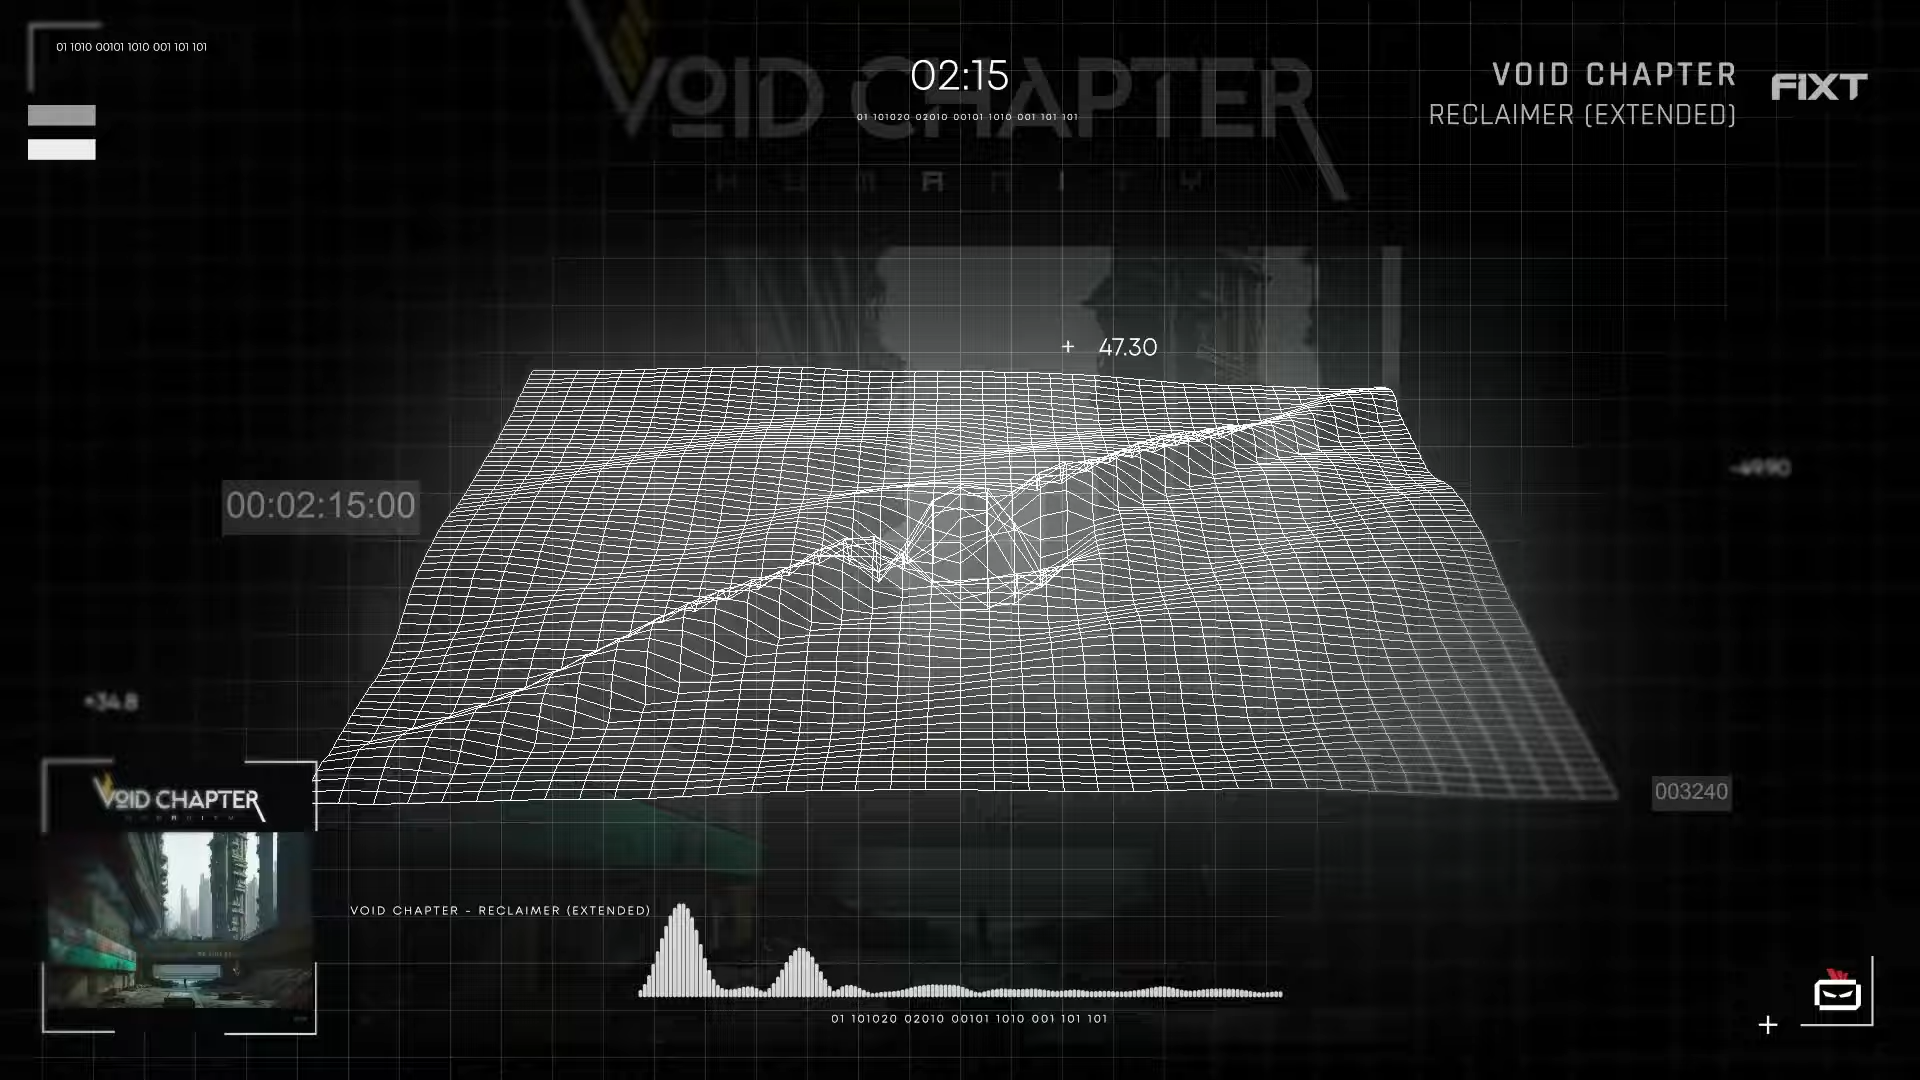 01 1010 00101 1010 001 101 101
VOID CHAPTER
HUMANITY
02:15
01 101020 02010 00101 1010 001 101 101
VOID CHAPTER
RECLAIMER (EXTENDED)
FIXT
+ 47.30
00:02:15:00
003240
VOID CHAPTER
HUMANITY
VOID CHAPTER - RECLAIMER (EXTENDED)
01 101020 02010 00101 1010 001 101 101
+